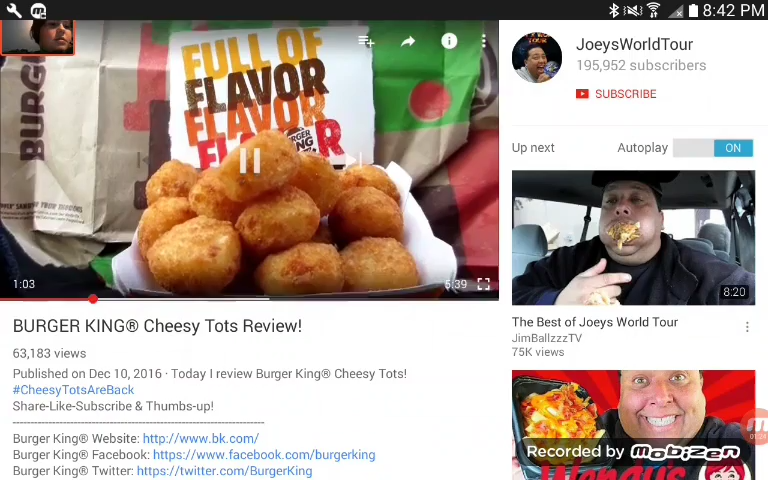 8:42 PM
FULL OF
FLAVOR
FLAVOR
BURGER
KING
BURG
1:03
5:39
JoeysWorldTour
195,952 subscribers
SUBSCRIBE
Up next
Autoplay
ON
8:20
The Best of Joeys World Tour
JimBallzzzTV
75K views
BURGER KING® Cheesy Tots Review!
63,183 views
Published on Dec 10, 2016 · Today I review Burger King® Cheesy Tots!
#CheesyTotsAreBack
Share-Like-Subscribe & Thumbs-up!
Burger King® Website: http://www.bk.com/
Burger King® Facebook: https://www.facebook.com/burgerking
Burger King® Twitter: https://twitter.com/BurgerKing
Recorded by mobizen
Wendy's